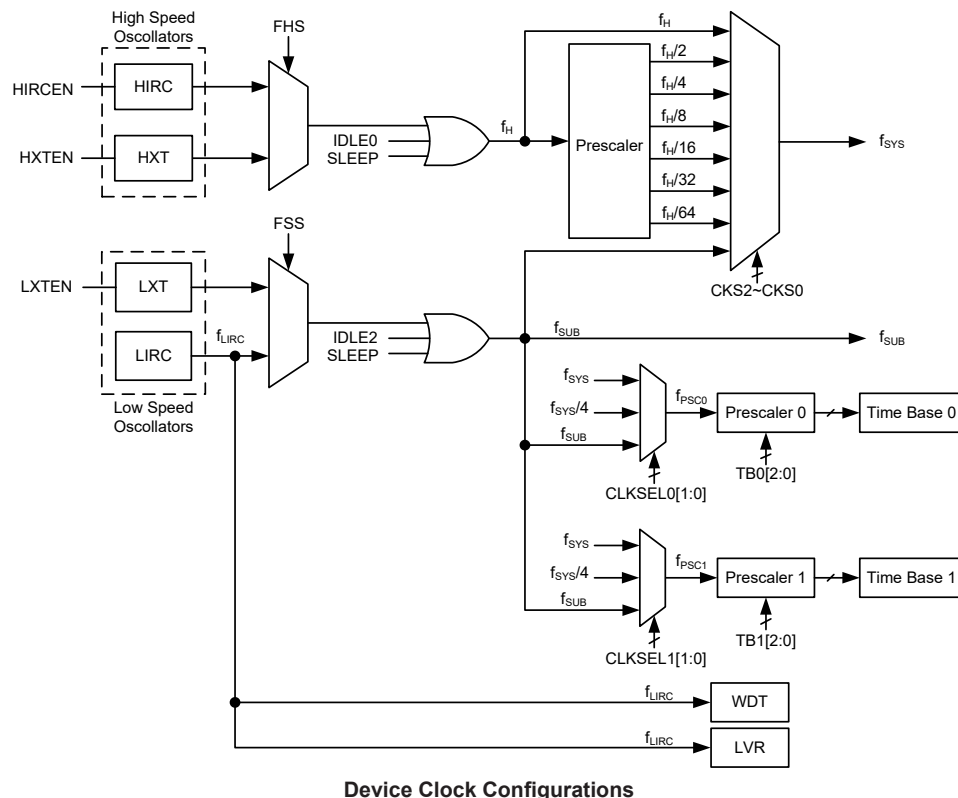 High Speed
Oscollators
FHS
HIRCEN
HIRC
HXTEN
HXT
IDLE0
SLEEP
fH
fH
Prescaler
fH/2
fH/4
fH/8
fH/16
fH/32
fH/64
fSYS
CKS2~CKS0
FSS
LXTEN
LXT
fLIRC
LIRC
Low Speed
Oscollators
IDLE2
SLEEP
fSUB
fSUB
fSYS
fSYS/4
fSUB
fPSC0
Prescaler 0
Time Base 0
TB0[2:0]
CLKSEL0[1:0]
fSYS
fSYS/4
fSUB
fPSC1
Prescaler 1
Time Base 1
TB1[2:0]
CLKSEL1[1:0]
fLIRC
WDT
fLIRC
LVR
Device Clock Configurations